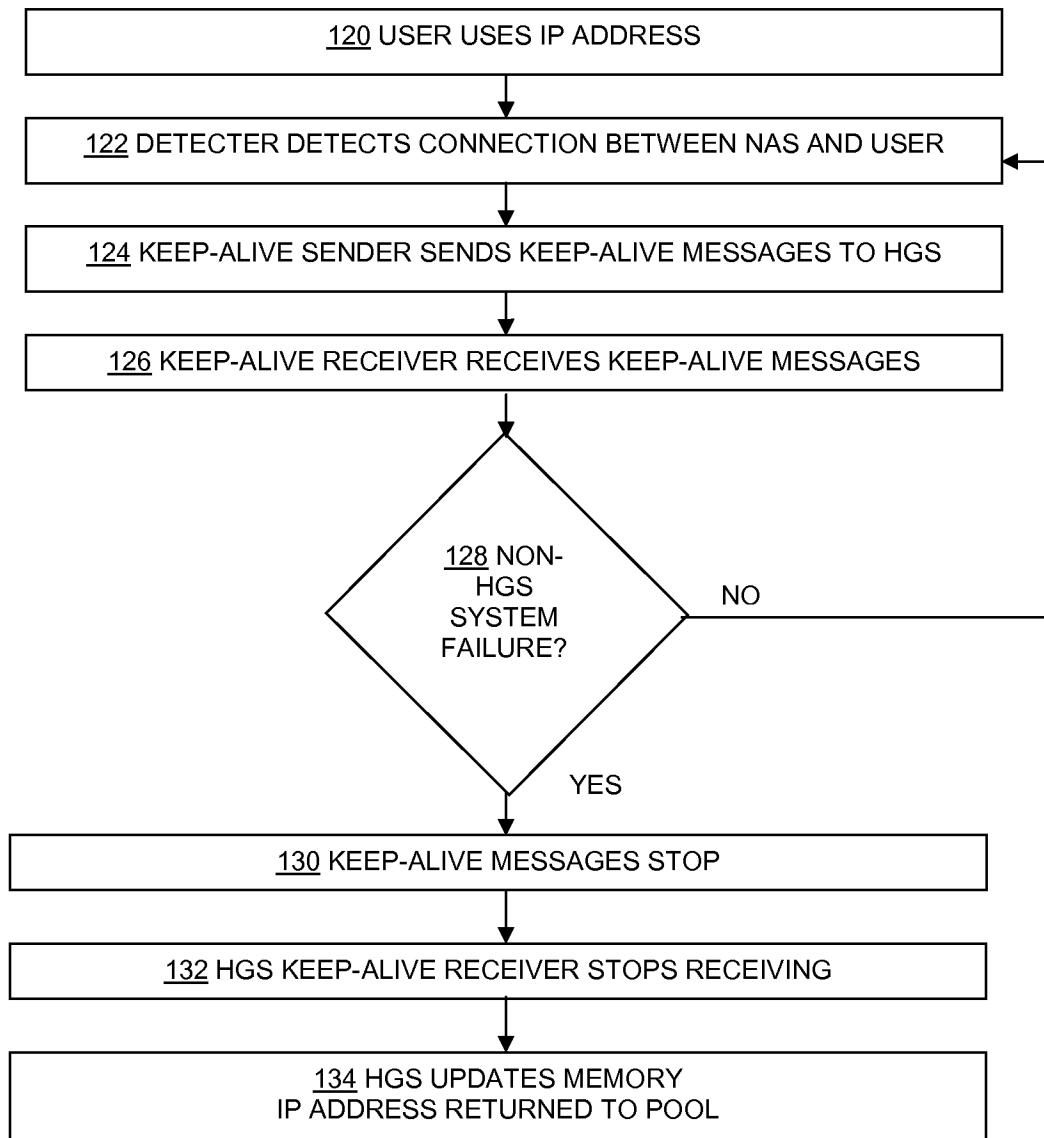 120 USER USES IP ADDRESS
122 DETECTER DETECTS CONNECTION BETWEEN NAS AND USER
124 KEEP-ALIVE SENDER SENDS KEEP-ALIVE MESSAGES TO HGS
126 KEEP-ALIVE RECEIVER RECEIVES KEEP-ALIVE MESSAGES
128 NON-
HGS
SYSTEM
FAILURE?
NO
YES
130 KEEP-ALIVE MESSAGES STOP
132 HGS KEEP-ALIVE RECEIVER STOPS RECEIVING
134 HGS UPDATES MEMORY
IP ADDRESS RETURNED TO POOL